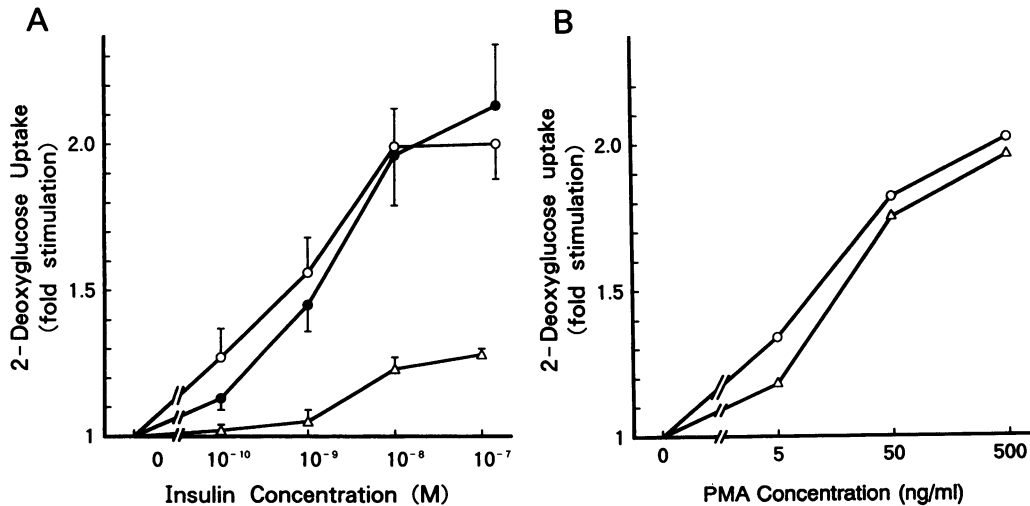 A
2-Deoxyglucose Uptake
(fold stimulation)
2.0
1.5
1
0 10⁻¹⁰ 10⁻⁹ 10⁻⁸ 10⁻⁷
Insulin Concentration (M)
B
2-Deoxyglucose uptake
(fold stimulation)
2.0
1.5
1
0 5 50 500
PMA Concentration (ng/ml)